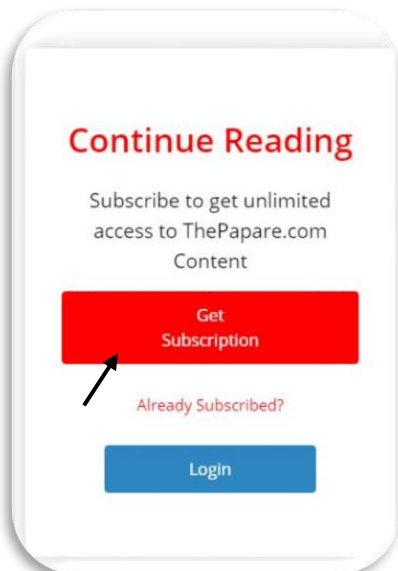 Continue Reading
Subscribe to get unlimited
access to ThePapare.com
Content
Get
Subscription
Already Subscribed?
Login